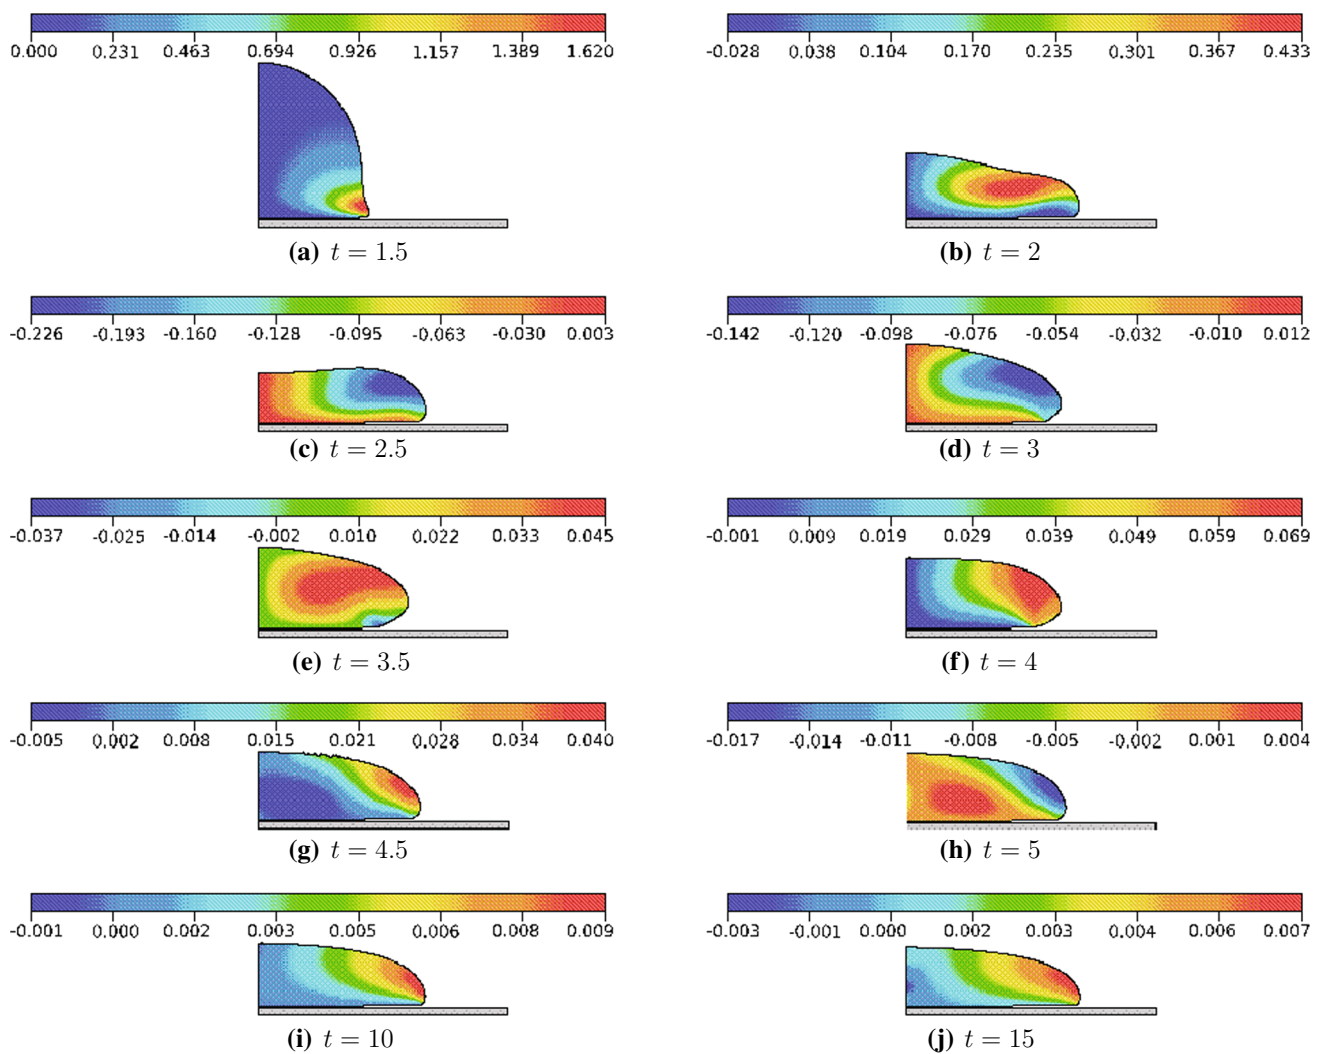 0.000 0.231 0.463 0.694 0.926 1.157 1.389 1.620
-0.028 0.038 0.104 0.170 0.235 0.301 0.367 0.433
(a) t = 1.5
(b) t = 2
-0.226 -0.193 -0.160 -0.128 -0.095 -0.063 -0.030 0.003
-0.142 -0.120 -0.098 -0.076 -0.054 -0.032 -0.010 0.012
(c) t = 2.5
(d) t = 3
-0.037 -0.025 -0.014 -0.002 0.010 0.022 0.033 0.045
-0.001 0.009 0.019 0.029 0.039 0.049 0.059 0.069
(e) t = 3.5
(f) t = 4
-0.005 0.002 0.008 0.015 0.021 0.028 0.034 0.040
-0.017 -0.014 -0.011 -0.008 -0.005 -0.002 0.001 0.004
(g) t = 4.5
(h) t = 5
-0.001 0.000 0.002 0.003 0.005 0.006 0.008 0.009
-0.003 -0.001 0.000 0.002 0.003 0.004 0.006 0.007
(i) t = 10
(j) t = 15